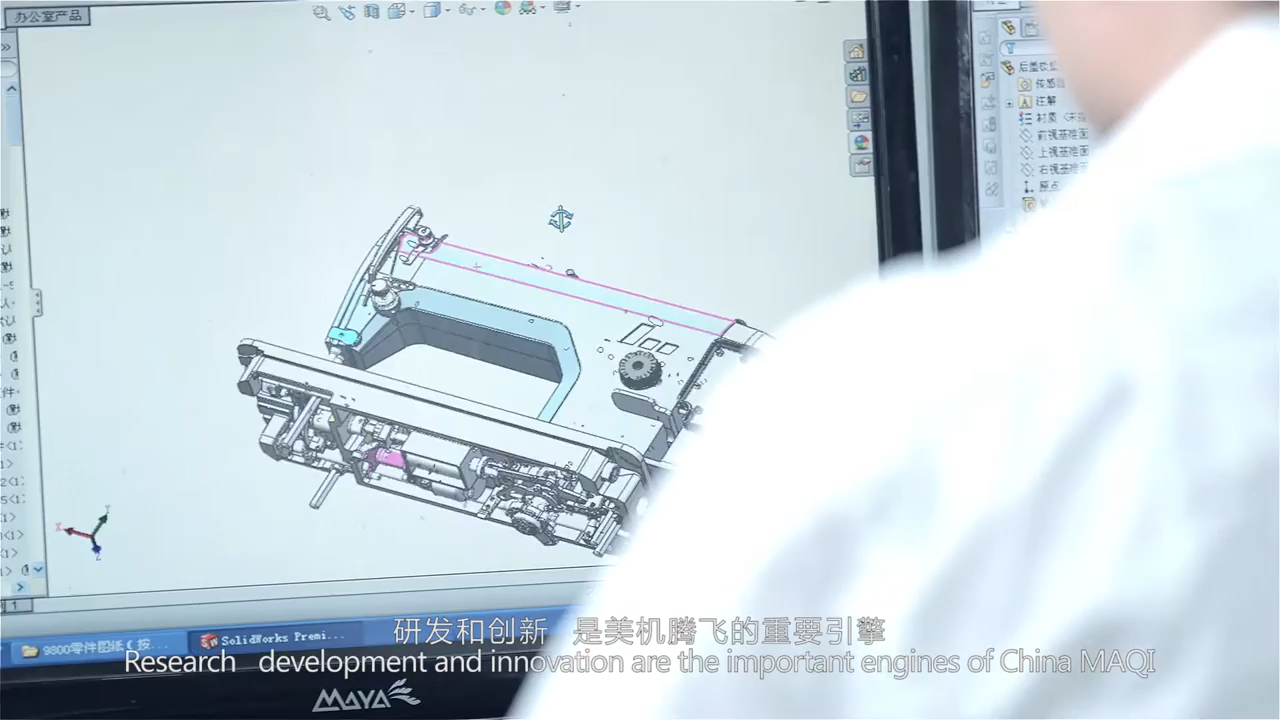 办公室产品
后盖
传感器
注解
材质
前视基准面
上视基准面
右视基准面
原点
研发和创新 是美机腾飞的重要引擎
9800零件图纸
SolidWorks Premi...
Research development and innovation are the important engines of China MAQI
MAYA